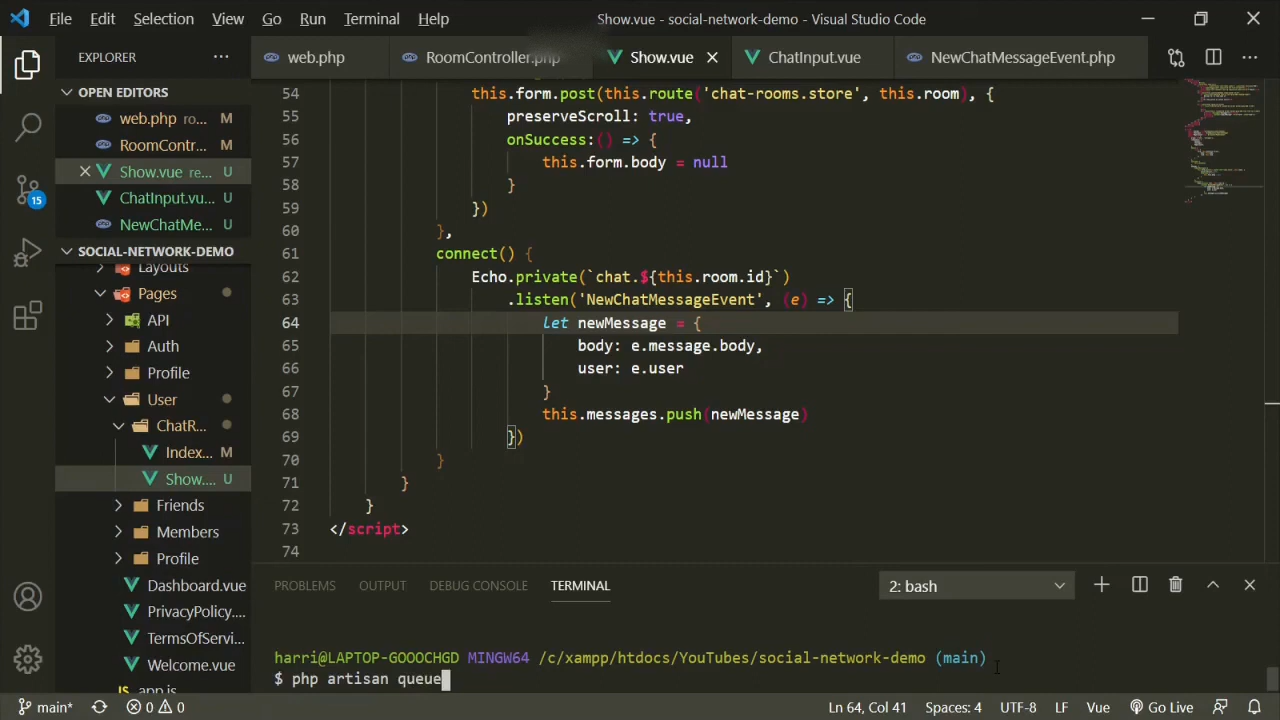 File Edit Selection View Go Run Terminal Help Show.vue - social-network-demo - Visual Studio Code
EXPLORER ...
web.php RoomController.php Show.vue ChatInput.vue NewChatMessageEvent.php
OPEN EDITORS
web.php ro... M
RoomContr... M
Show.vue re... U
ChatInput.vu... U
NewChatMe... U
SOCIAL-NETWORK-DEMO
Layouts
Pages
API
Auth
Profile
User
ChatR...
Index... M
Show.... U
Friends
Members
Profile
Dashboard.vue
PrivacyPolicy....
TermsOfServi...
Welcome.vue
app.js
15
54 this.form.post(this.route('chat-rooms.store', this.room), {
55 preserveScroll: true,
56 onSuccess:() => {
57 this.form.body = null
58 }
59 })
60 },
61 connect() {
62 Echo.private(`chat.${this.room.id}`)
63 .listen('NewChatMessageEvent', (e) => {
64 let newMessage = {
65 body: e.message.body,
66 user: e.user
67 }
68 this.messages.push(newMessage)
69 })
70 }
71 }
72 }
73 </script>
74
PROBLEMS OUTPUT DEBUG CONSOLE TERMINAL 2: bash
harri@LAPTOP-GOOOCHGD MINGW64 /c/xampp/htdocs/YouTubes/social-network-demo (main)
$ php artisan queue
main* 0 0 Ln 64, Col 41 Spaces: 4 UTF-8 LF Vue Go Live